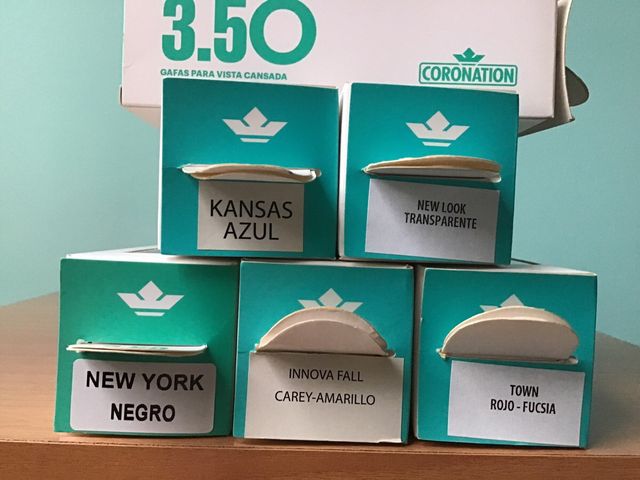 3.50
GAFAS PARA VISTA CANSADA
CORONATION
KANSAS
AZUL
NEW LOOK
TRANSPARENTE
NEW YORK
NEGRO
INNOVA FALL
CAREY-AMARILLO
TOWN
ROJO - FUCSIA